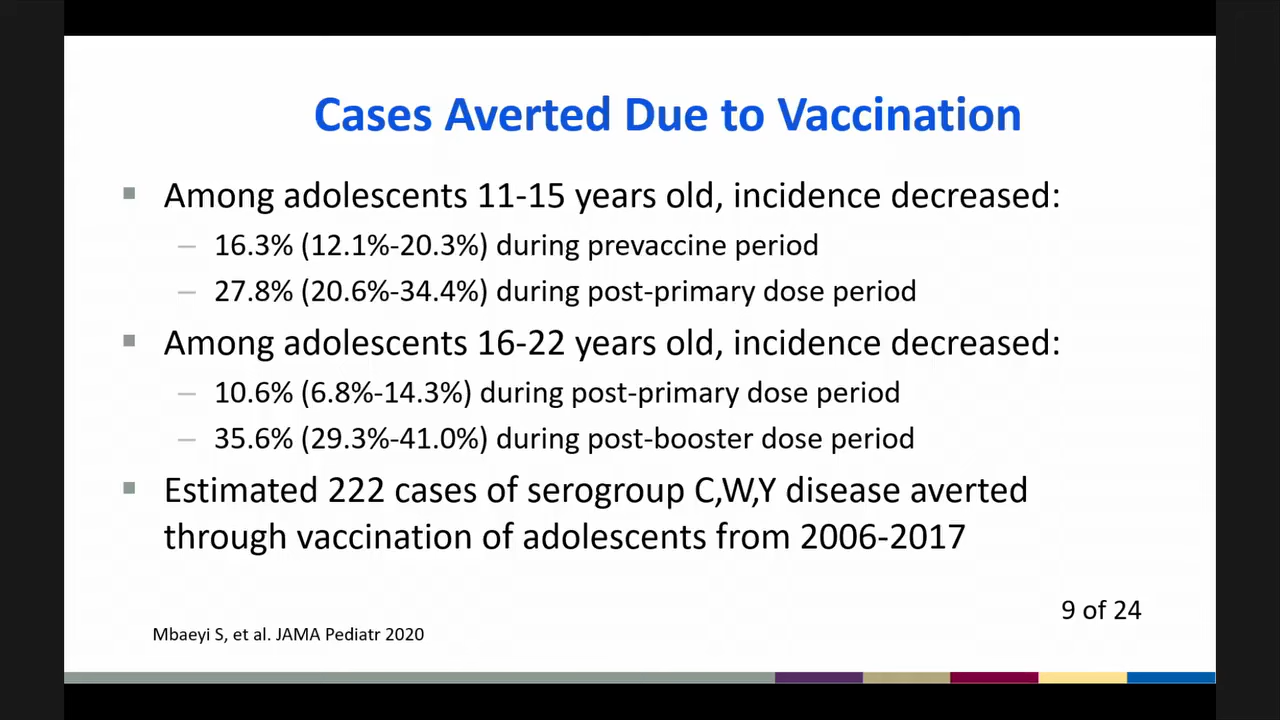 Cases Averted Due to Vaccination
▪ Among adolescents 11-15 years old, incidence decreased:
– 16.3% (12.1%-20.3%) during prevaccine period
– 27.8% (20.6%-34.4%) during post-primary dose period
▪ Among adolescents 16-22 years old, incidence decreased:
– 10.6% (6.8%-14.3%) during post-primary dose period
– 35.6% (29.3%-41.0%) during post-booster dose period
▪ Estimated 222 cases of serogroup C,W,Y disease averted
through vaccination of adolescents from 2006-2017
9 of 24
Mbaeyi S, et al. JAMA Pediatr 2020